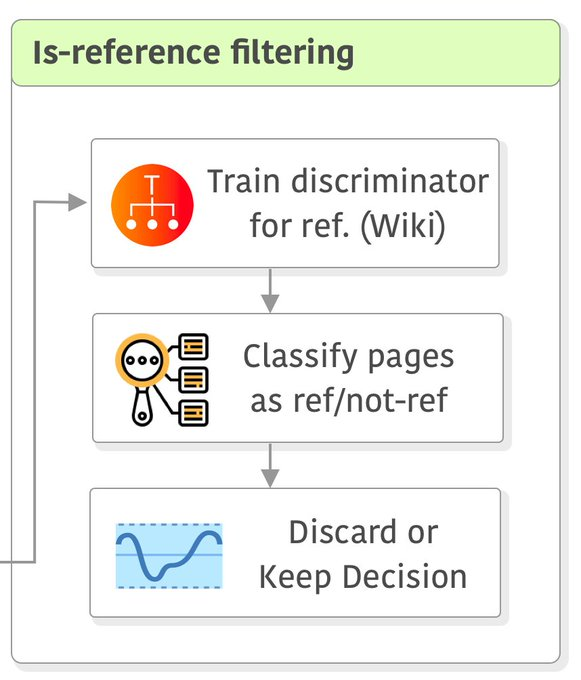 Is-reference filtering
T
Train discriminator
for ref. (Wiki)
Classify pages
as ref/not-ref
Discard or
Keep Decision